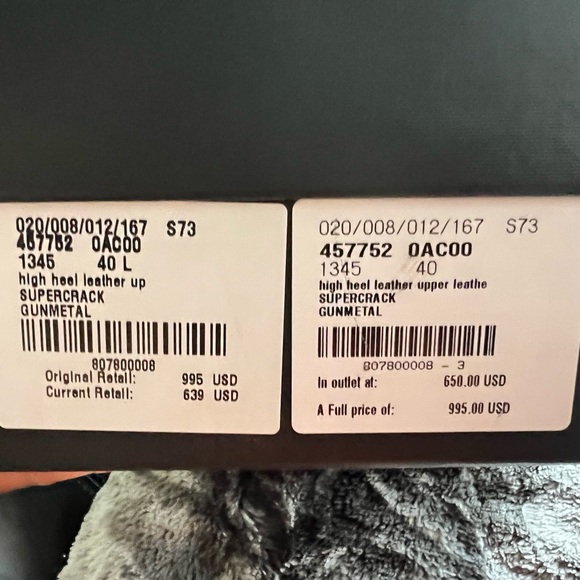 020/008/012/167 S73
457752 0AC00
1345 40 L
high heel leather up
SUPERCRACK
GUNMETAL
807800008
Original Retail: 995 USD
Current Retail: 639 USD
020/008/012/167 S73
457752 0AC00
1345 40
high heel leather upper leathe
SUPERCRACK
GUNMETAL
807800008 - 3
In outlet at: 650.00 USD
A Full price of: 995.00 USD